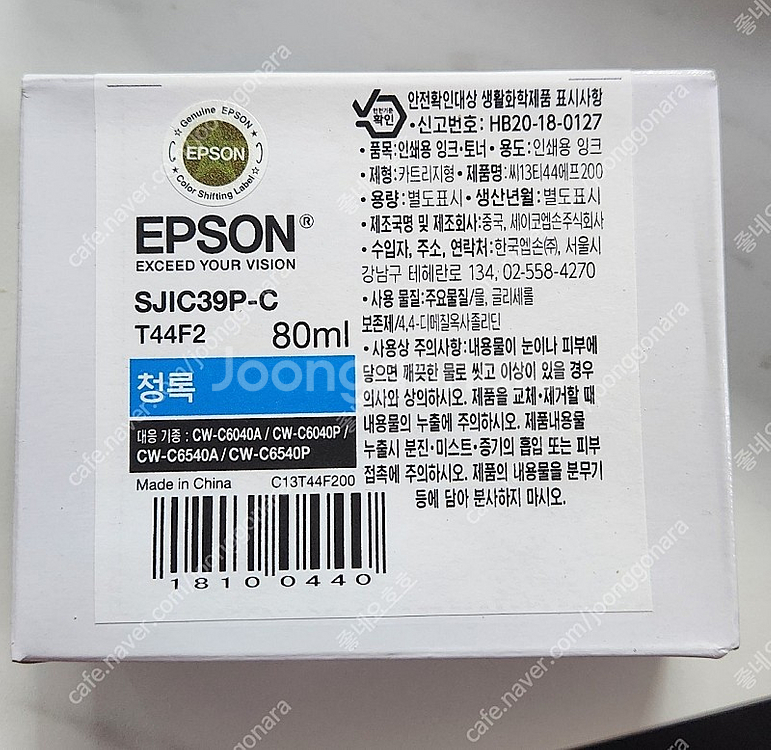 Genuine EPSON
EPSON
Color Shifting Label
EPSON®
EXCEED YOUR VISION
SJIC39P-C
T44F2 80ml
청록
대응 기종 : CW-C6040A / CW-C6040P /
CW-C6540A / CW-C6540P
Made in China C13T44F200
18100440
확인
안전확인대상 생활화학제품 표시사항
•신고번호: HB20-18-0127
•품목:인쇄용 잉크·토너 •용도:인쇄용 잉크
•제형:카트리지형 •제품명:씨13티44에프200
•용량:별도표시 •생산년월:별도표시
•제조국명 및 제조회사:중국, 세이코엡손주식회사
•수입자, 주소, 연락처:한국엡손㈜, 서울시
강남구 테헤란로 134, 02-558-4270
•사용 물질:주요물질/물, 글리세롤
보존제/4,4-디메칠옥사졸리딘
•사용상 주의사항:내용물이 눈이나 피부에
닿으면 깨끗한 물로 씻고 이상이 있을 경우
의사와 상의하십시오. 제품을 교체·제거할 때
내용물의 누출에 주의하십시오. 제품내용물
누출시 분진·미스트·증기의 흡입 또는 피부
접촉에 주의하십시오. 제품의 내용물을 분무기
등에 담아 분사하지 마시오.
Joong
cafe.naver.com/joonggonara
좋네요호호